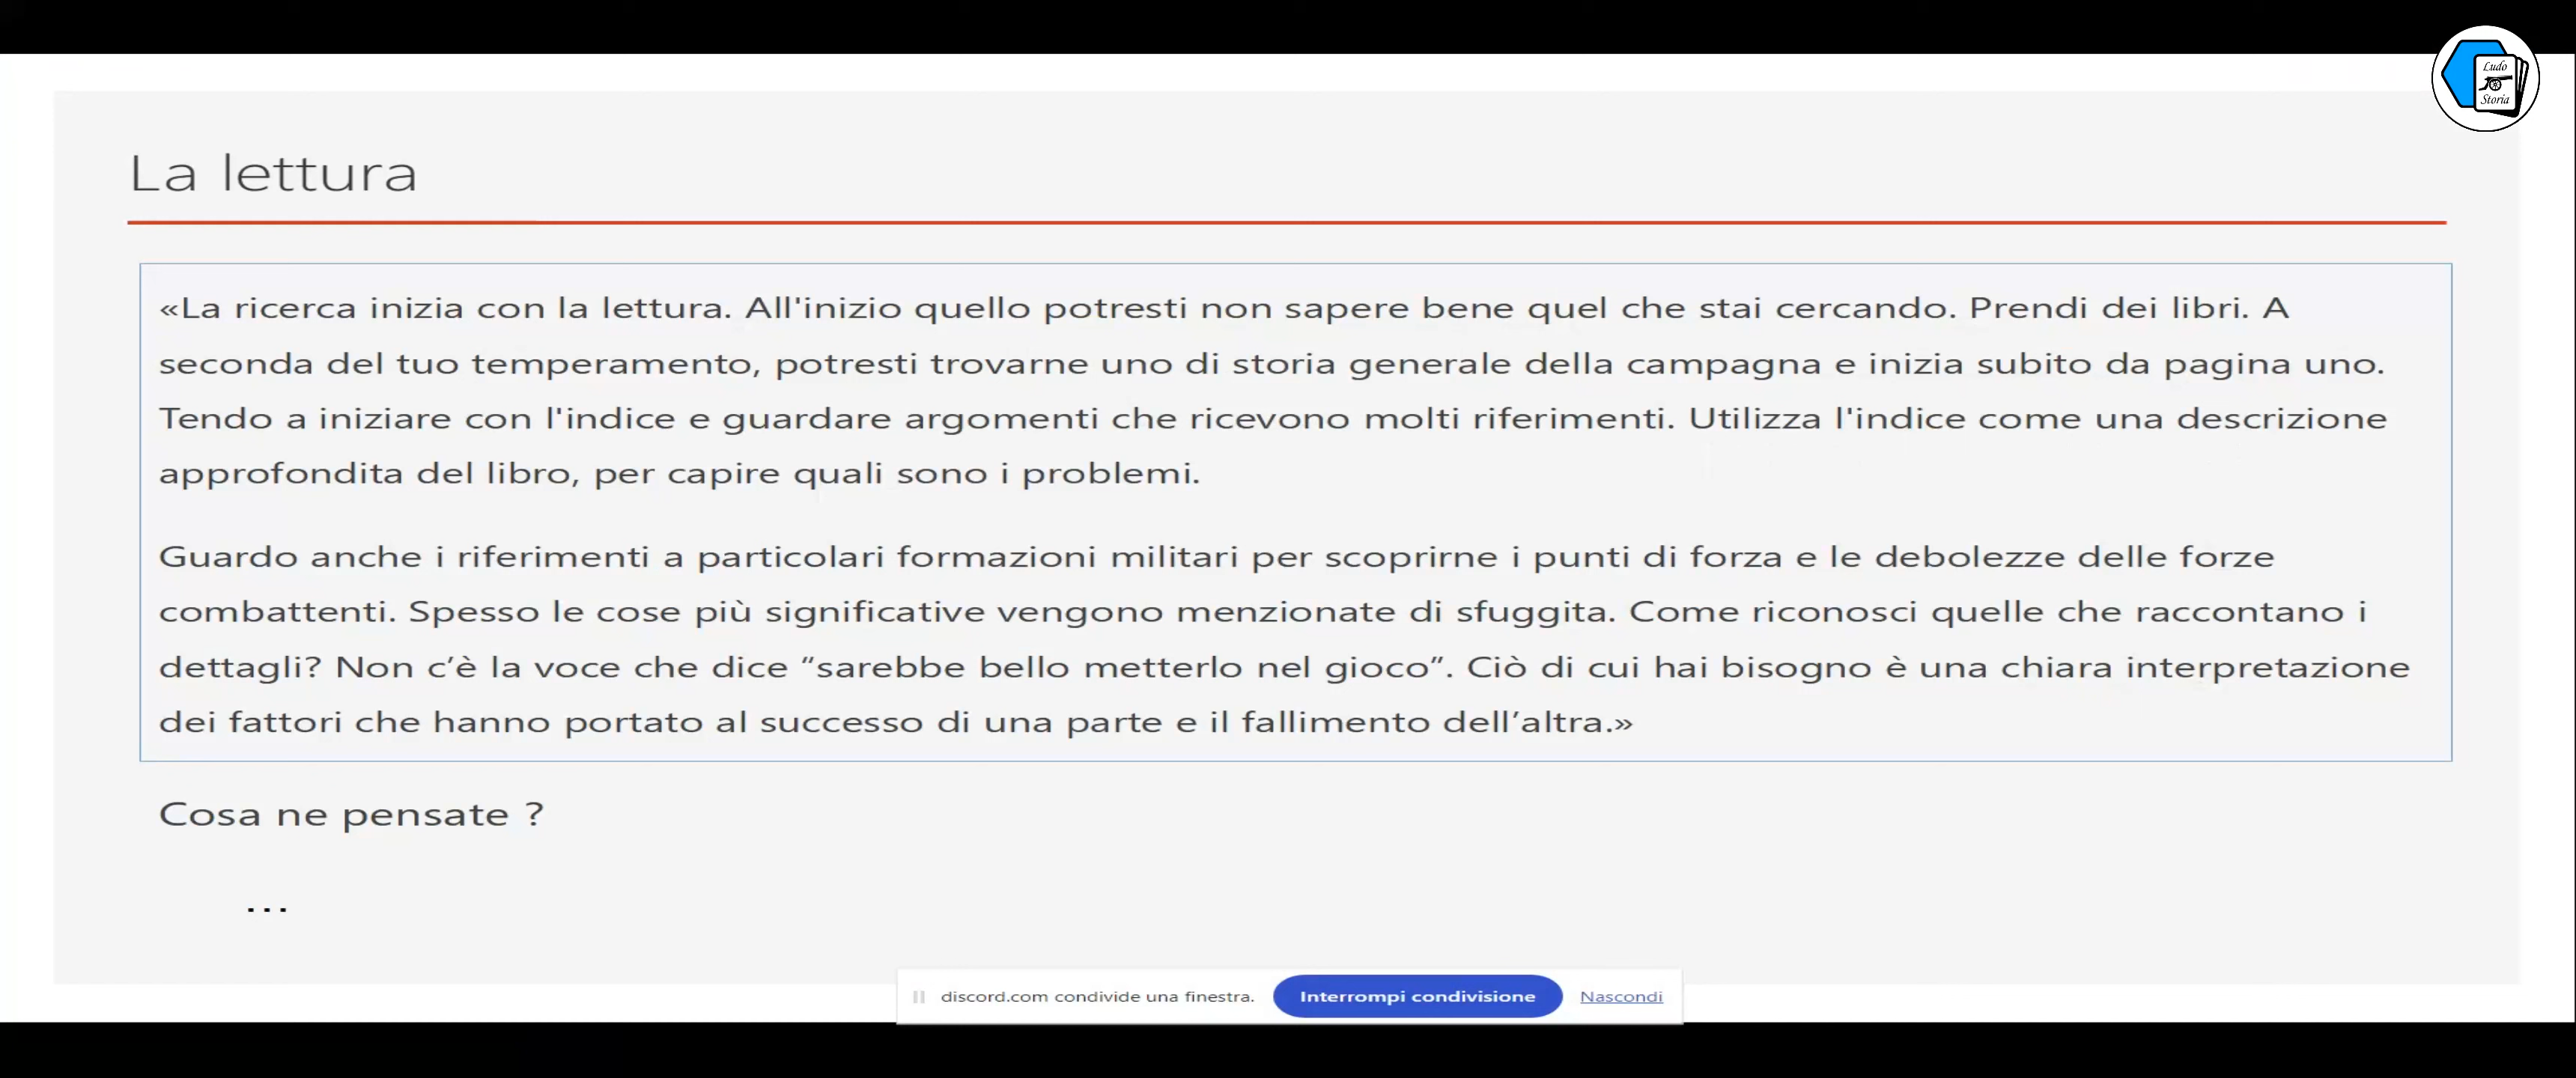 Ludo
Storia
La lettura
«La ricerca inizia con la lettura. All'inizio quello potresti non sapere bene quel che stai cercando. Prendi dei libri. A
seconda del tuo temperamento, potresti trovarne uno di storia generale della campagna e inizia subito da pagina uno.
Tendo a iniziare con l'indice e guardare argomenti che ricevono molti riferimenti. Utilizza l'indice come una descrizione
approfondita del libro, per capire quali sono i problemi.
Guardo anche i riferimenti a particolari formazioni militari per scoprirne i punti di forza e le debolezze delle forze
combattenti. Spesso le cose più significative vengono menzionate di sfuggita. Come riconosci quelle che raccontano i
dettagli? Non c’è la voce che dice “sarebbe bello metterlo nel gioco”. Ciò di cui hai bisogno è una chiara interpretazione
dei fattori che hanno portato al successo di una parte e il fallimento dell’altra.»
Cosa ne pensate ?
...
discord.com condivide una finestra. Interrompi condivisione Nascondi